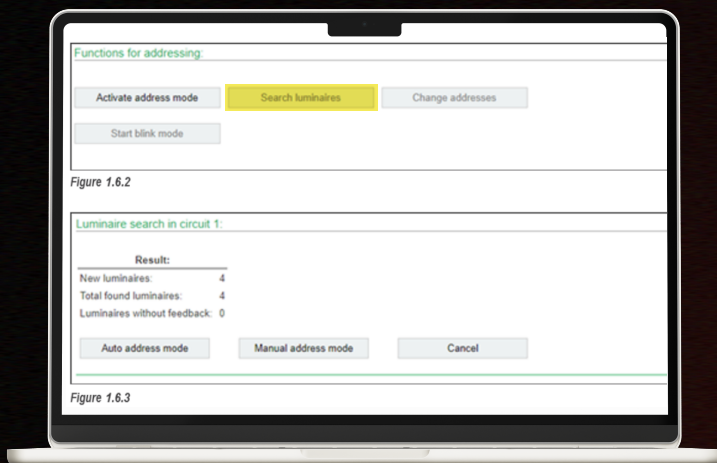 Functions for addressing:
Activate address mode
Search luminaires
Change addresses
Start blink mode
Figure 1.6.2
Luminaire search in circuit 1:
Result:
New luminaires: 4
Total found luminaires: 4
Luminaires without feedback: 0
Auto address mode
Manual address mode
Cancel
Figure 1.6.3